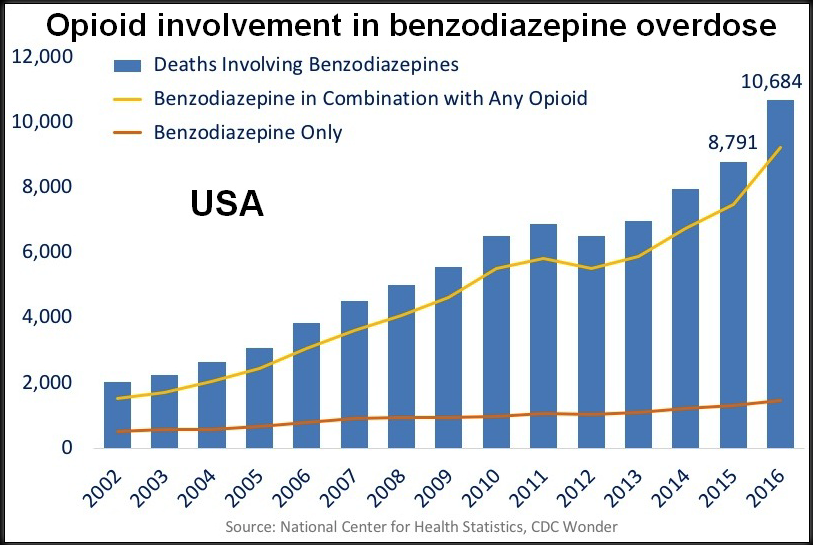 Opioid involvement in benzodiazepine overdose
12,000
10,000
8,000
6,000
4,000
2,000
0
Deaths Involving Benzodiazepines
Benzodiazepine in Combination with Any Opioid
Benzodiazepine Only
USA
8,791
10,684
2002 2003 2004 2005 2006 2007 2008 2009 2010 2011 2012 2013 2014 2015 2016
Source: National Center for Health Statistics, CDC Wonder